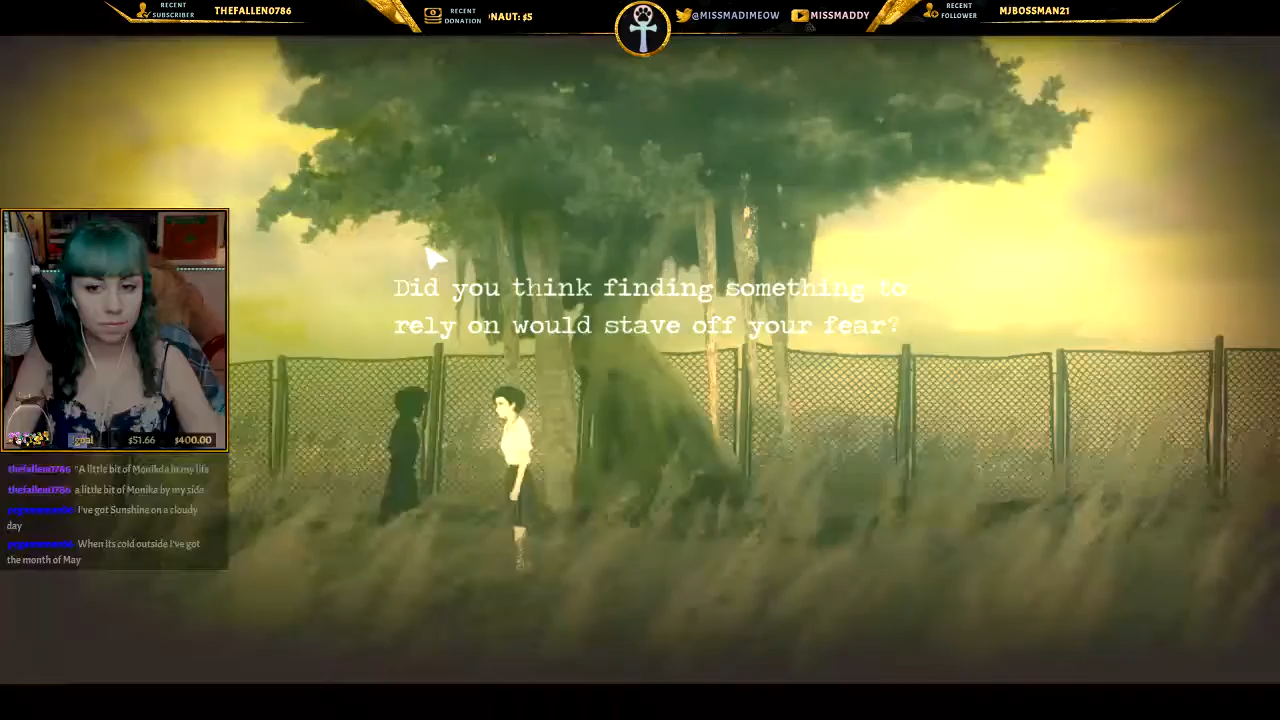 RECENT
SUBSCRIBER
THEFALLEN0786
RECENT
DONATION
NAUT: $5
@MISSMADIMEOW
MISSMADDY
RECENT
FOLLOWER
MJBOSSMAN21
Did you think finding something to
rely on would stave off your fear?
!goal
$51.66
$400.00
thefallen0786 "A little bit of Monikda in my life
thefallen0786 a little bit of Monika by my side
I've got Sunshine on a cloudy
day
When its cold outside I've got
the month of May